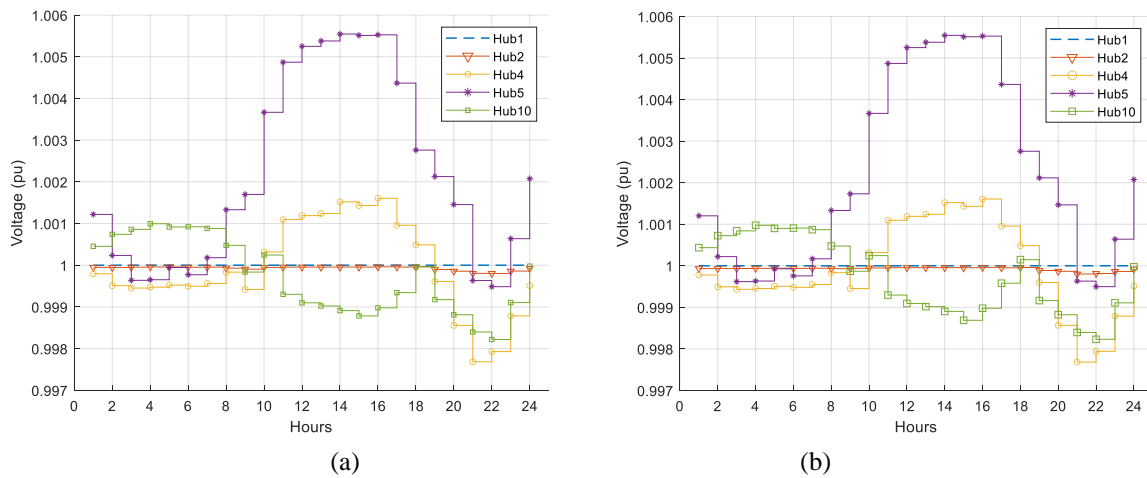 1.006
1.005
1.004
1.003
1.002
1.001
1
0.999
0.998
0.997
Voltage (pu)
0 2 4 6 8 10 12 14 16 18 20 22 24
Hours
Hub1
Hub2
Hub4
Hub5
Hub10
(a)
1.006
1.005
1.004
1.003
1.002
1.001
1
0.999
0.998
0.997
Voltage (pu)
0 2 4 6 8 10 12 14 16 18 20 22 24
Hours
Hub1
Hub2
Hub4
Hub5
Hub10
(b)